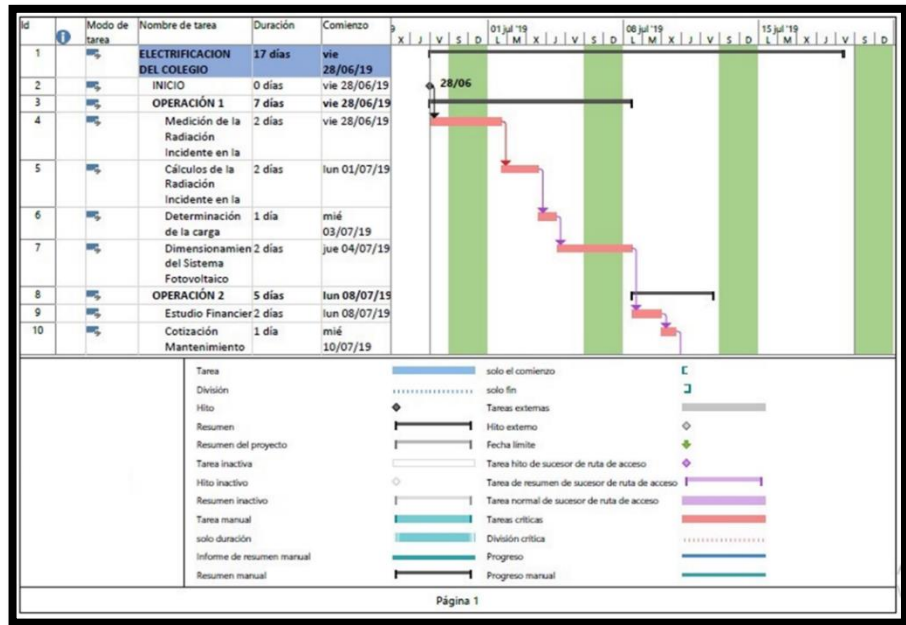 Id Modo de tarea Nombre de tarea Duración Comienzo 9 01 jul '19 08 jul '19 15 jul '19
X J V S D L M X J V S D L M X J V S D L M X J V S D
1 ELECTRIFICACION DEL COLEGIO 17 días vie 28/06/19
2 INICIO 0 días vie 28/06/19 28/06
3 OPERACIÓN 1 7 días vie 28/06/19
4 Medición de la Radiación Incidente en la 2 días vie 28/06/19
5 Cálculos de la Radiación Incidente en la 2 días lun 01/07/19
6 Determinación de la carga 1 día mié 03/07/19
7 Dimensionamien del Sistema Fotovoltaico 2 días jue 04/07/19
8 OPERACIÓN 2 5 días lun 08/07/19
9 Estudio Financier 2 días lun 08/07/19
10 Cotización Mantenimiento 1 día mié 10/07/19
Tarea solo el comienzo
División solo fin
Hito Tareas externas
Resumen Hito externo
Resumen del proyecto Fecha límite
Tarea inactiva Tarea hito de sucesor de ruta de acceso
Hito inactivo Tarea de resumen de sucesor de ruta de acceso
Resumen inactivo Tarea normal de sucesor de ruta de acceso
Tarea manual Tareas críticas
solo duración División crítica
Informe de resumen manual Progreso
Resumen manual Progreso manual
Página 1